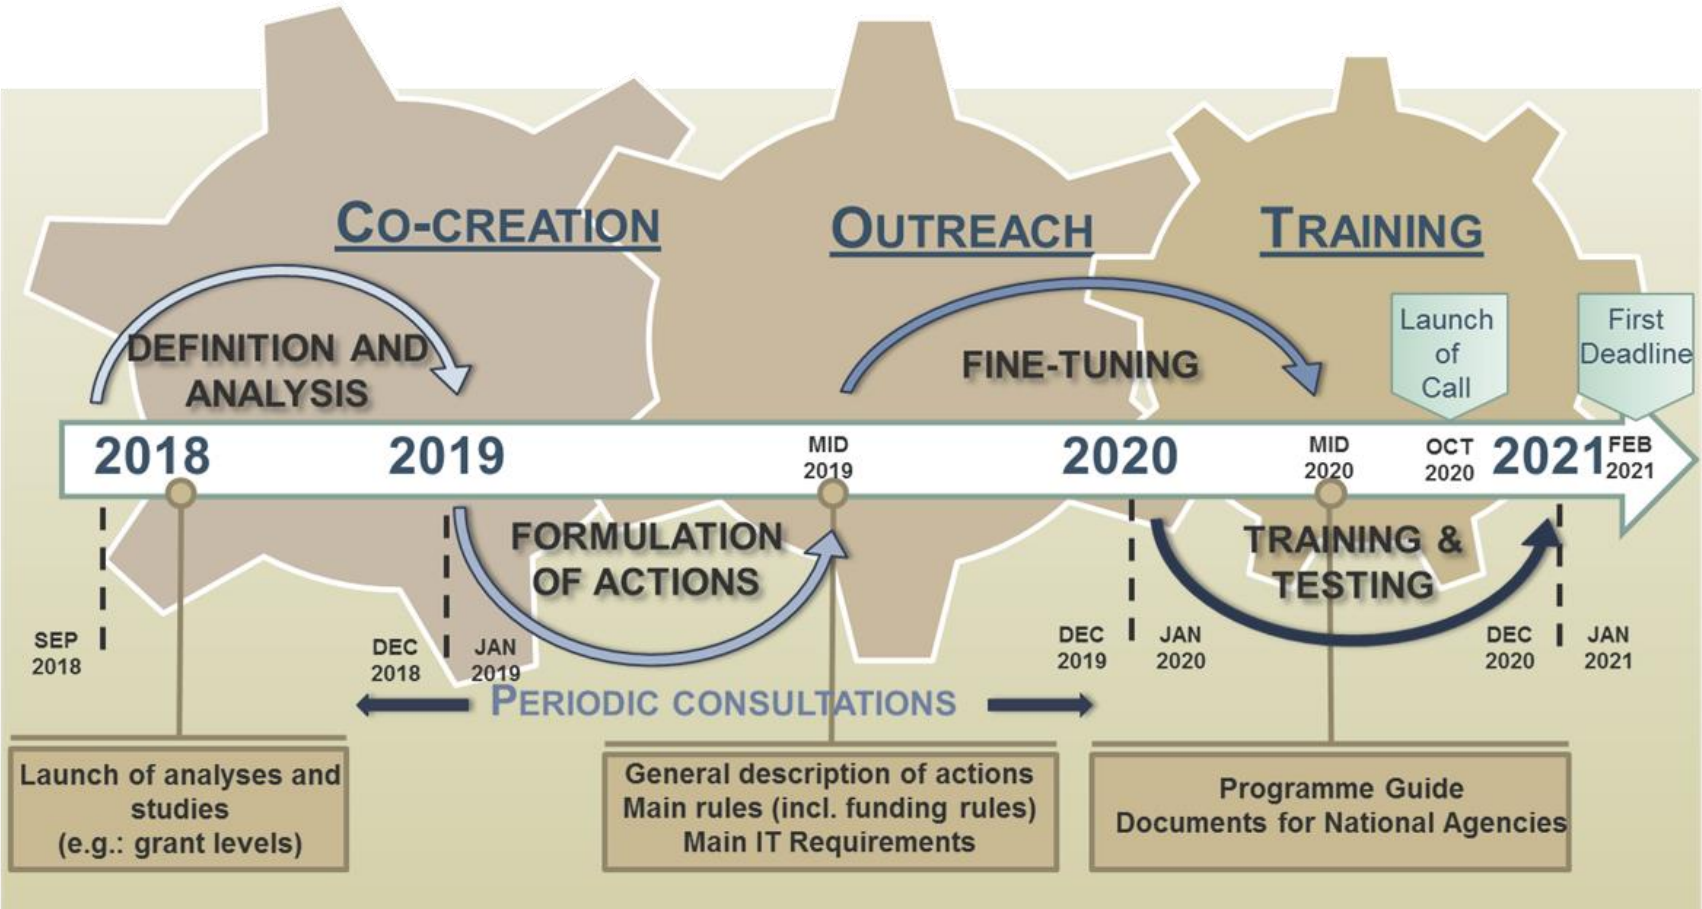 CO-CREATION
OUTREACH
TRAINING
DEFINITION AND
ANALYSIS
FINE-TUNING
Launch
of
Call
First
Deadline
2018
2019
MID
2019
2020
MID
2020
OCT
2020
2021
FEB
2021
FORMULATION
OF ACTIONS
TRAINING &
TESTING
SEP
2018
DEC
2018
JAN
2019
DEC
2019
JAN
2020
DEC
2020
JAN
2021
PERIODIC CONSULTATIONS
Launch of analyses and
studies
(e.g.: grant levels)
General description of actions
Main rules (incl. funding rules)
Main IT Requirements
Programme Guide
Documents for National Agencies